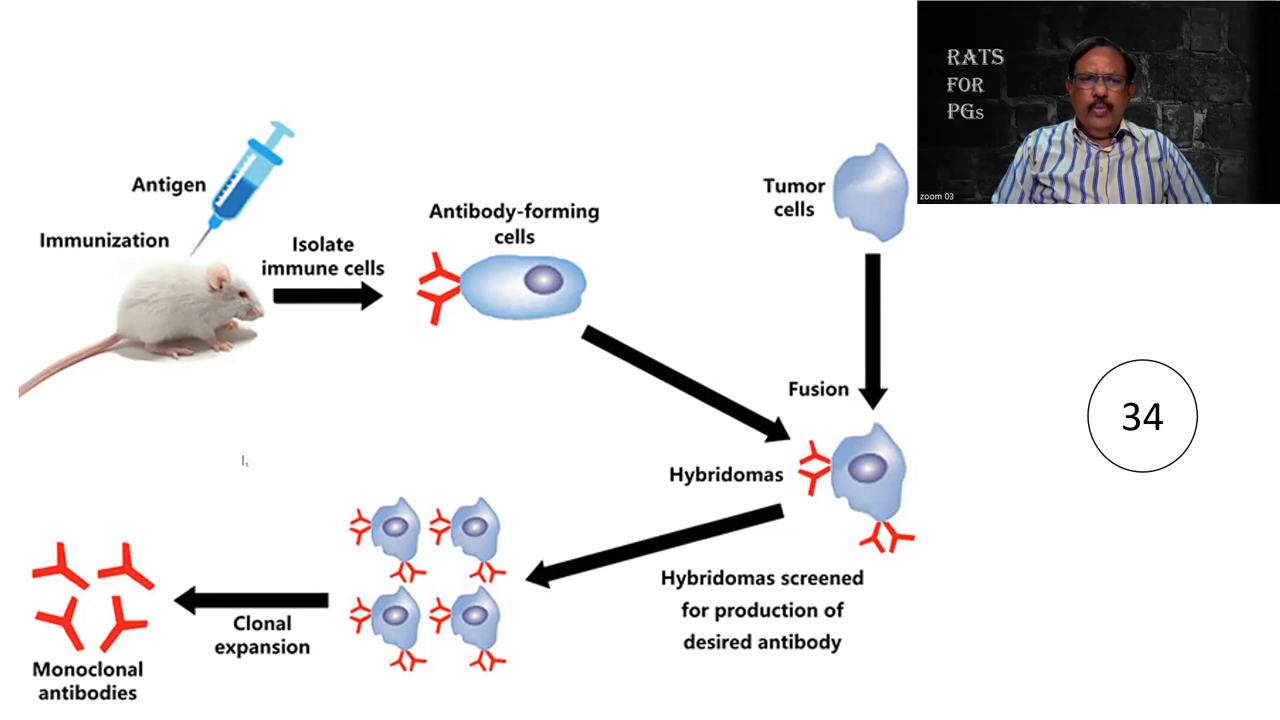 RATS
FOR
PGs
zoom 03
Antigen
Immunization
Isolate
immune cells
Antibody-forming
cells
Tumor
cells
Fusion
34
Hybridomas
Hybridomas screened
for production of
desired antibody
Clonal
expansion
Monoclonal
antibodies